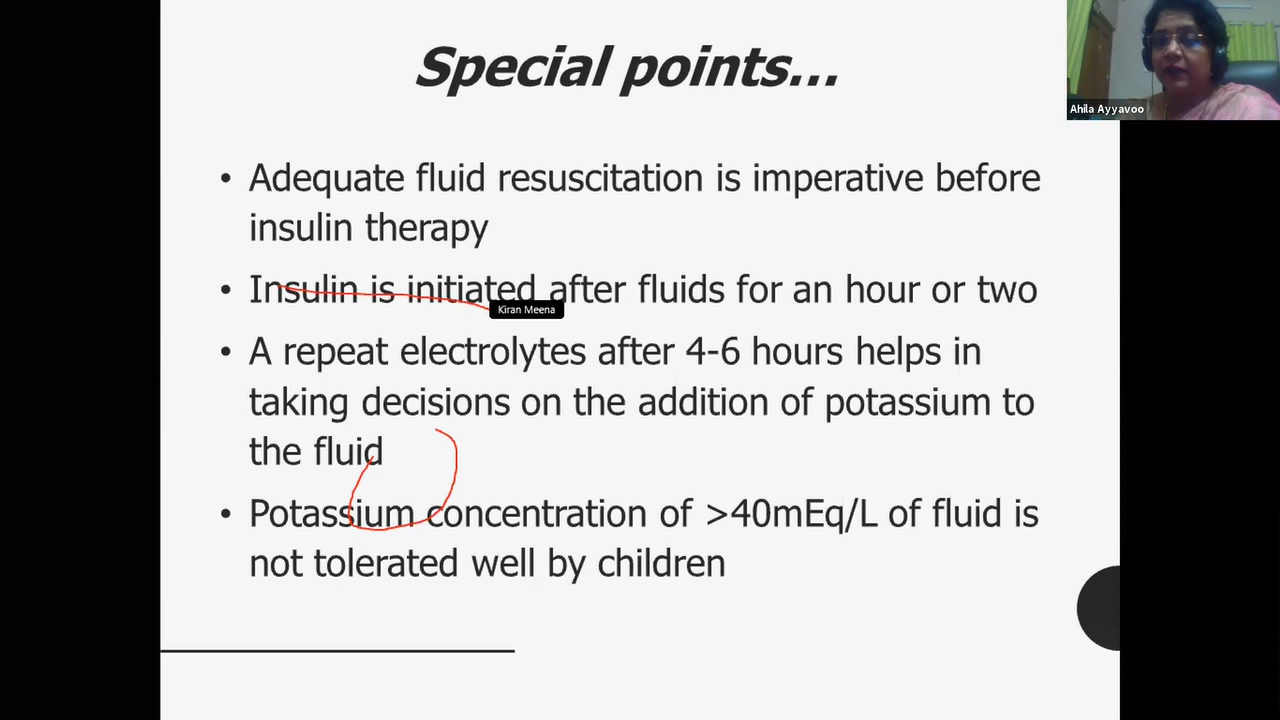 Special points...
Ahila Ayyavoo
• Adequate fluid resuscitation is imperative before
insulin therapy
• Insulin is initiated after fluids for an hour or two
Kiran Meena
• A repeat electrolytes after 4-6 hours helps in
taking decisions on the addition of potassium to
the fluid
• Potassium concentration of >40mEq/L of fluid is
not tolerated well by children